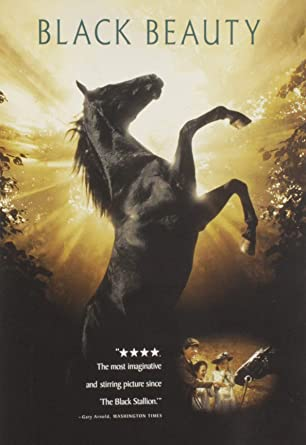 BLACK BEAUTY
"★★★★.
The most imaginative
and stirring picture since
'The Black Stallion.'"
–Gary Arnold, WASHINGTON TIMES